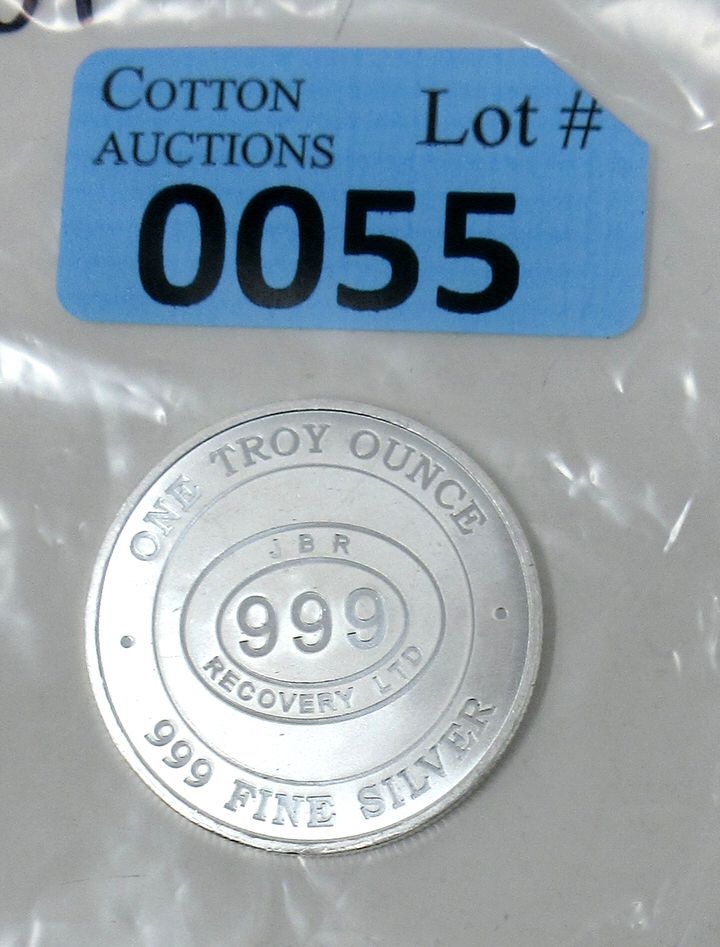 COTTON
AUCTIONS
Lot #
0055
ONE TROY OUNCE
JBR
999
RECOVERY LTD
999 FINE SILVER